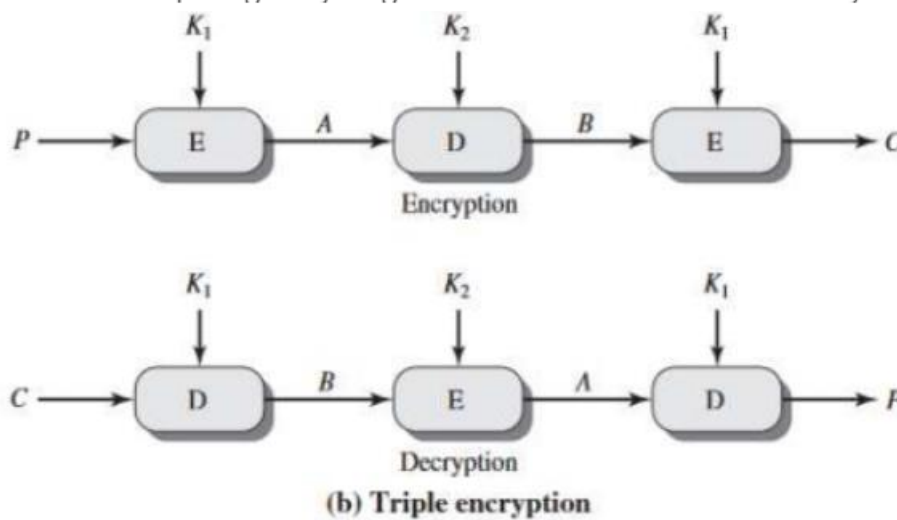 K₁ K₂ K₁
P E A D B E C
Encryption
K₁ K₂ K₁
C D B E A D P
Decryption
(b) Triple encryption